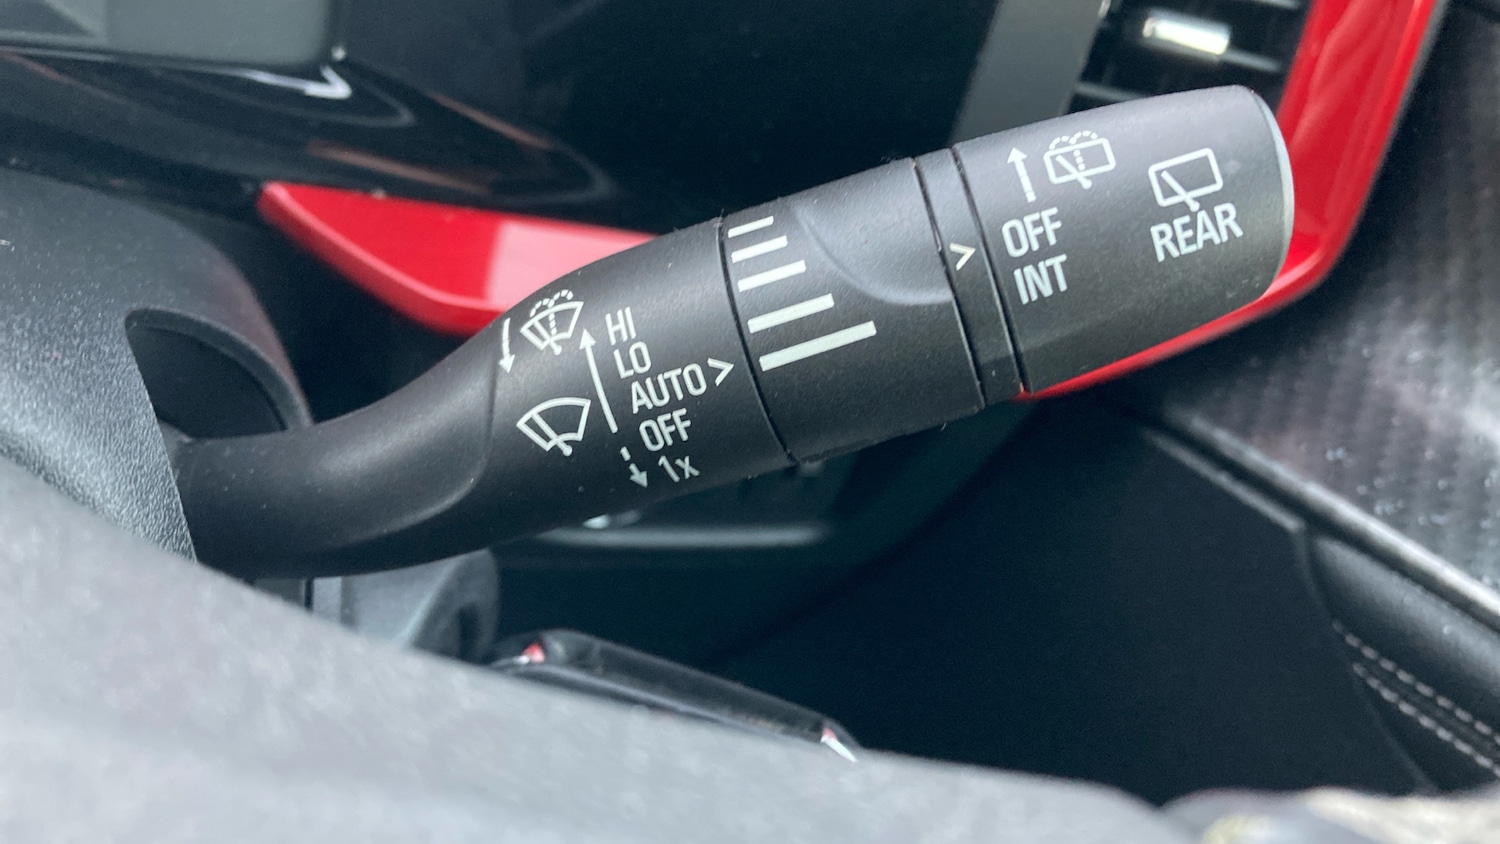 HI
LO
AUTO >
OFF
1x
>
OFF
INT
REAR